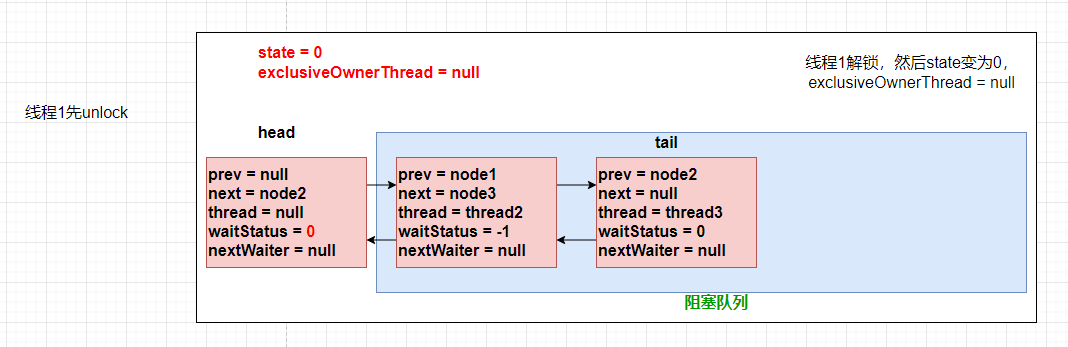 state = 0
exclusiveOwnerThread = null
线程1解锁，然后state变为0，
exclusiveOwnerThread = null
线程1先unlock
head
tail
prev = null
next = node2
thread = null
waitStatus = 0
nextWaiter = null
prev = node1
next = node3
thread = thread2
waitStatus = -1
nextWaiter = null
prev = node2
next = null
thread = thread3
waitStatus = 0
nextWaiter = null
阻塞队列